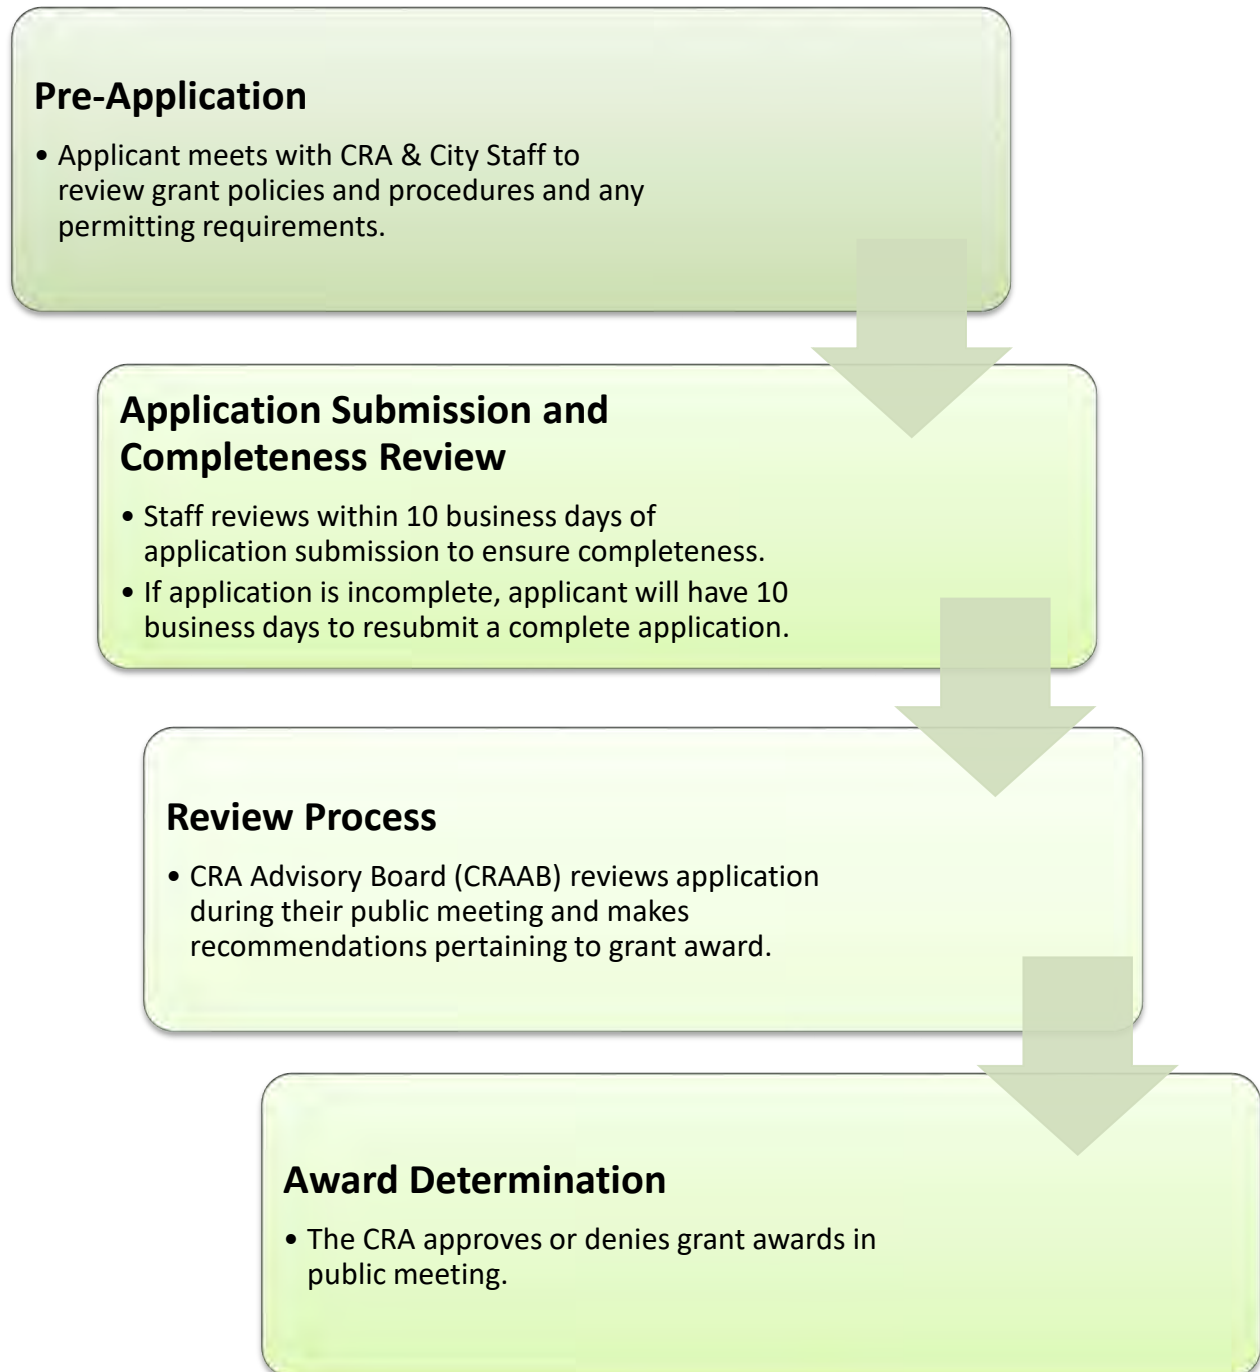 Pre-Application
• Applicant meets with CRA & City Staff to
review grant policies and procedures and any
permitting requirements.
Application Submission and
Completeness Review
• Staff reviews within 10 business days of
application submission to ensure completeness.
• If application is incomplete, applicant will have 10
business days to resubmit a complete application.
Review Process
• CRA Advisory Board (CRAAB) reviews application
during their public meeting and makes
recommendations pertaining to grant award.
Award Determination
• The CRA approves or denies grant awards in
public meeting.